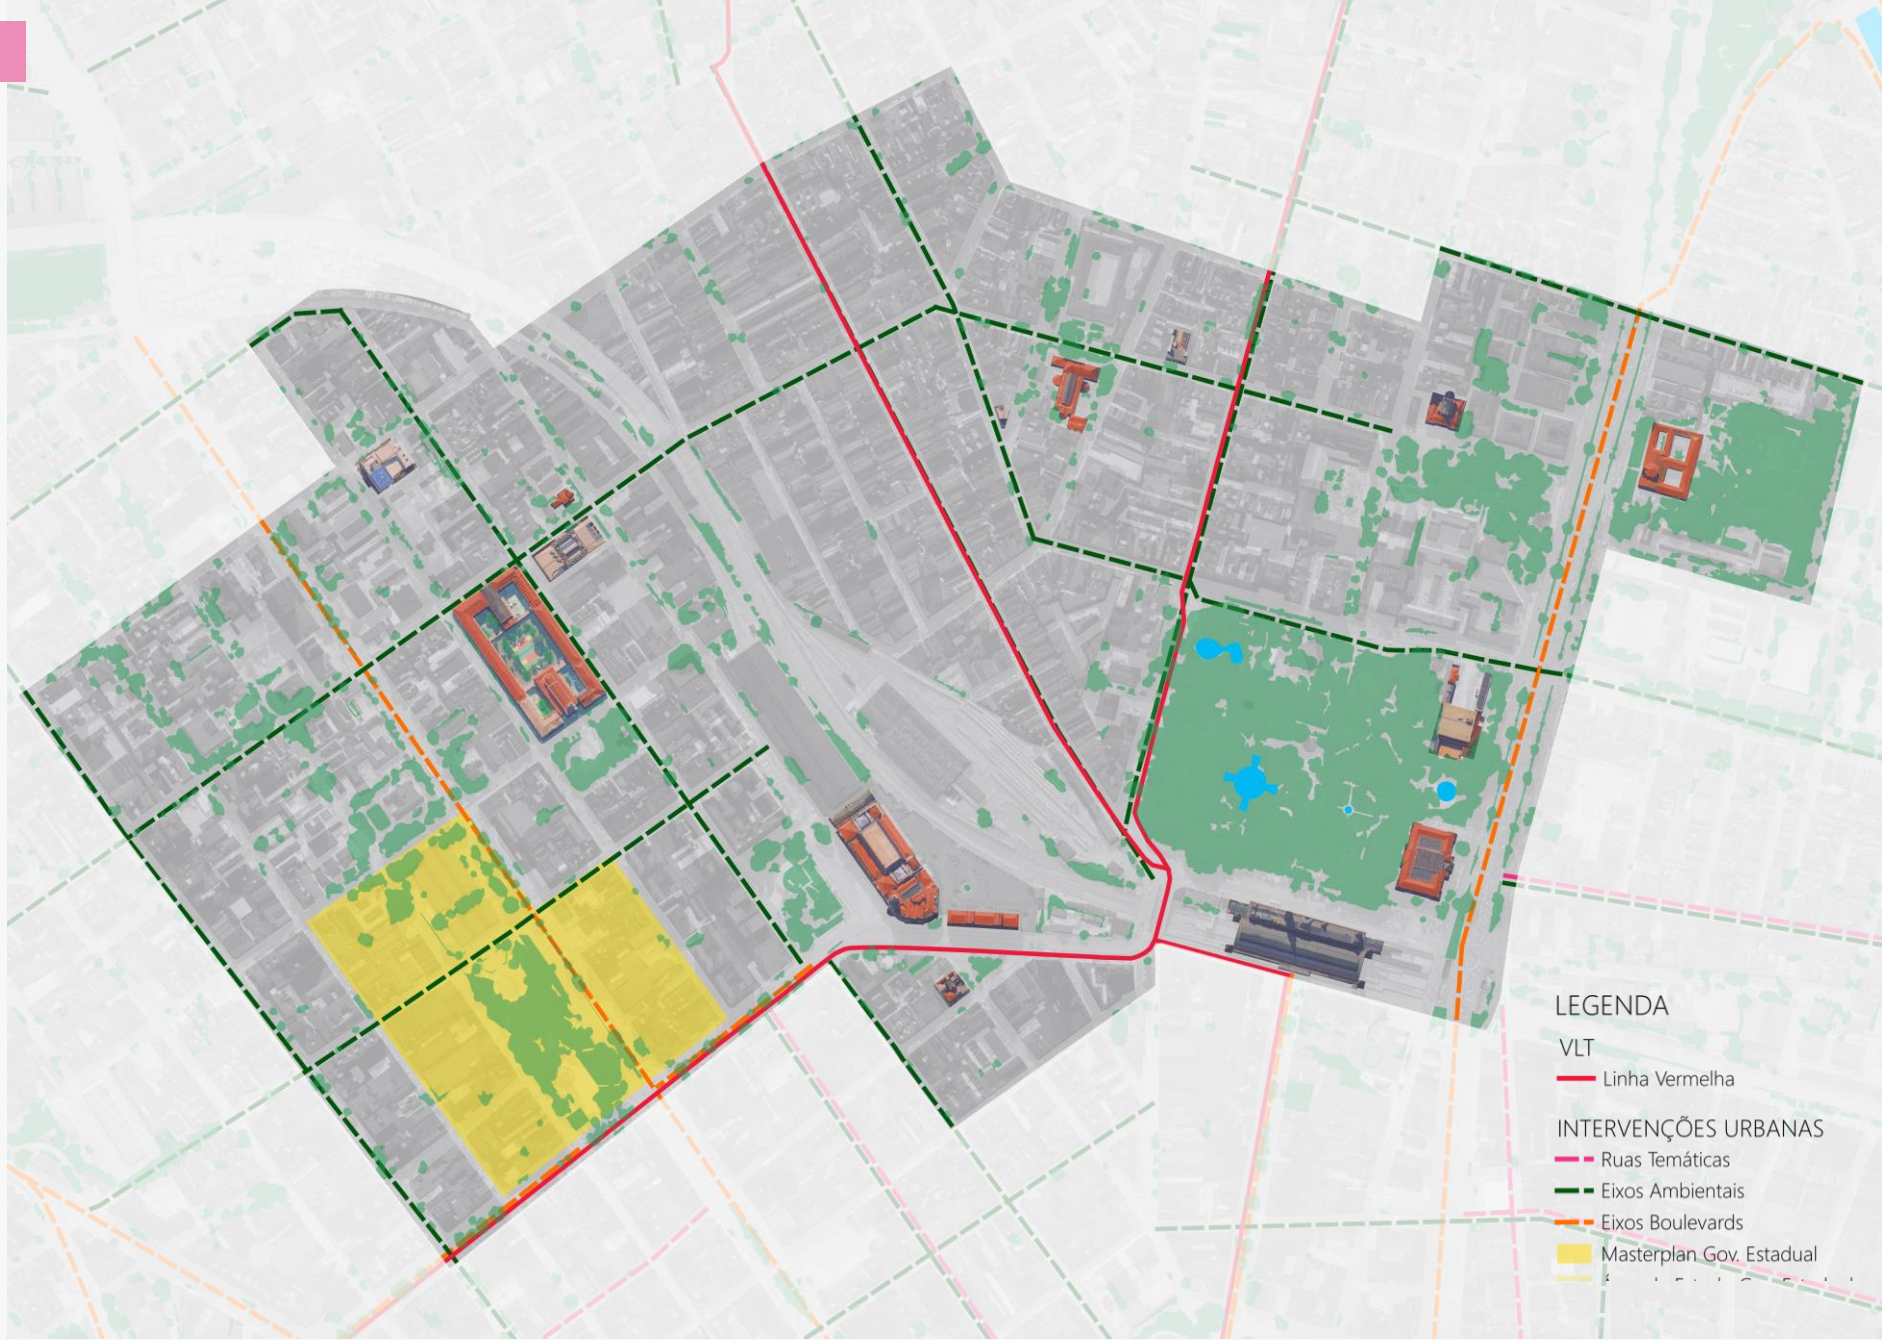 LEGENDA
VLT
Linha Vermelha
INTERVENÇÕES URBANAS
Ruas Temáticas
Eixos Ambientais
Eixos Boulevards
Masterplan Gov. Estadual